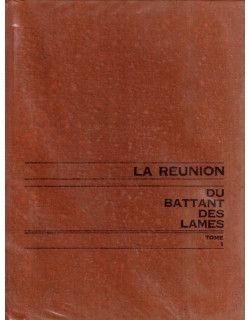 LA REUNION
DU
BATTANT
DES
LAMES
TOME
I